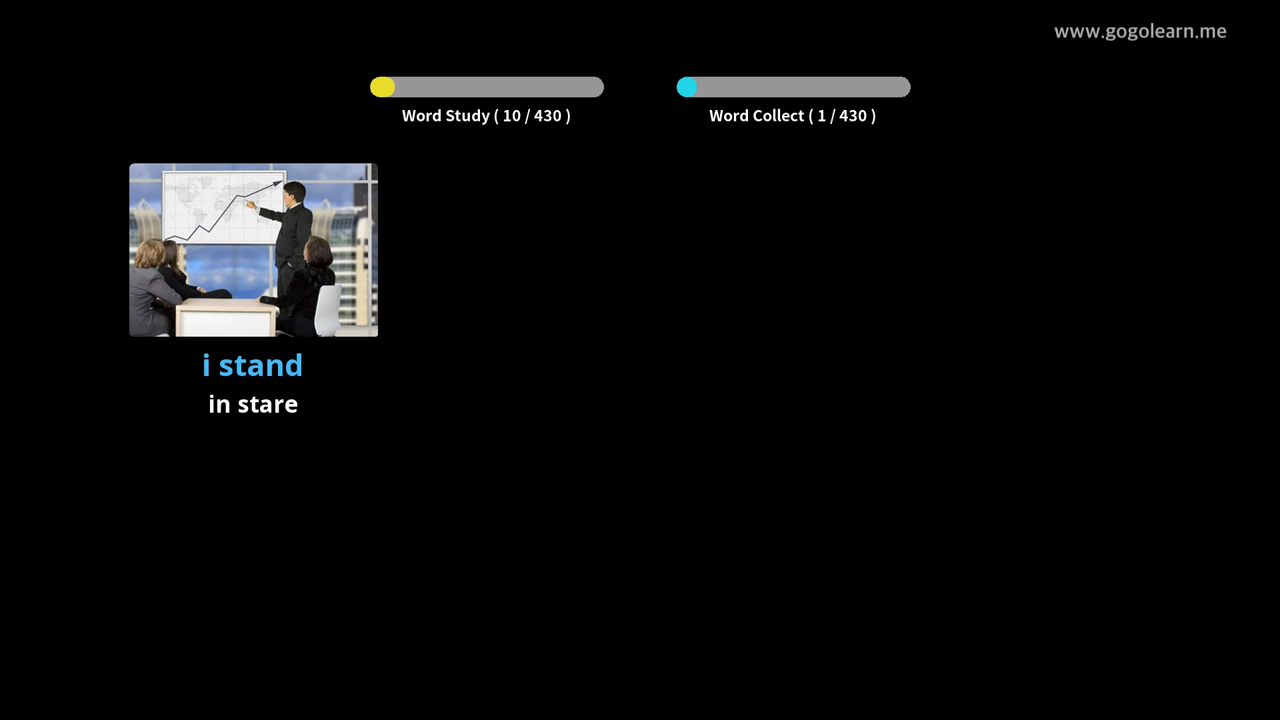 www.gogolearn.me
Word Study ( 10 / 430 )
Word Collect ( 1 / 430 )
i stand
in stare